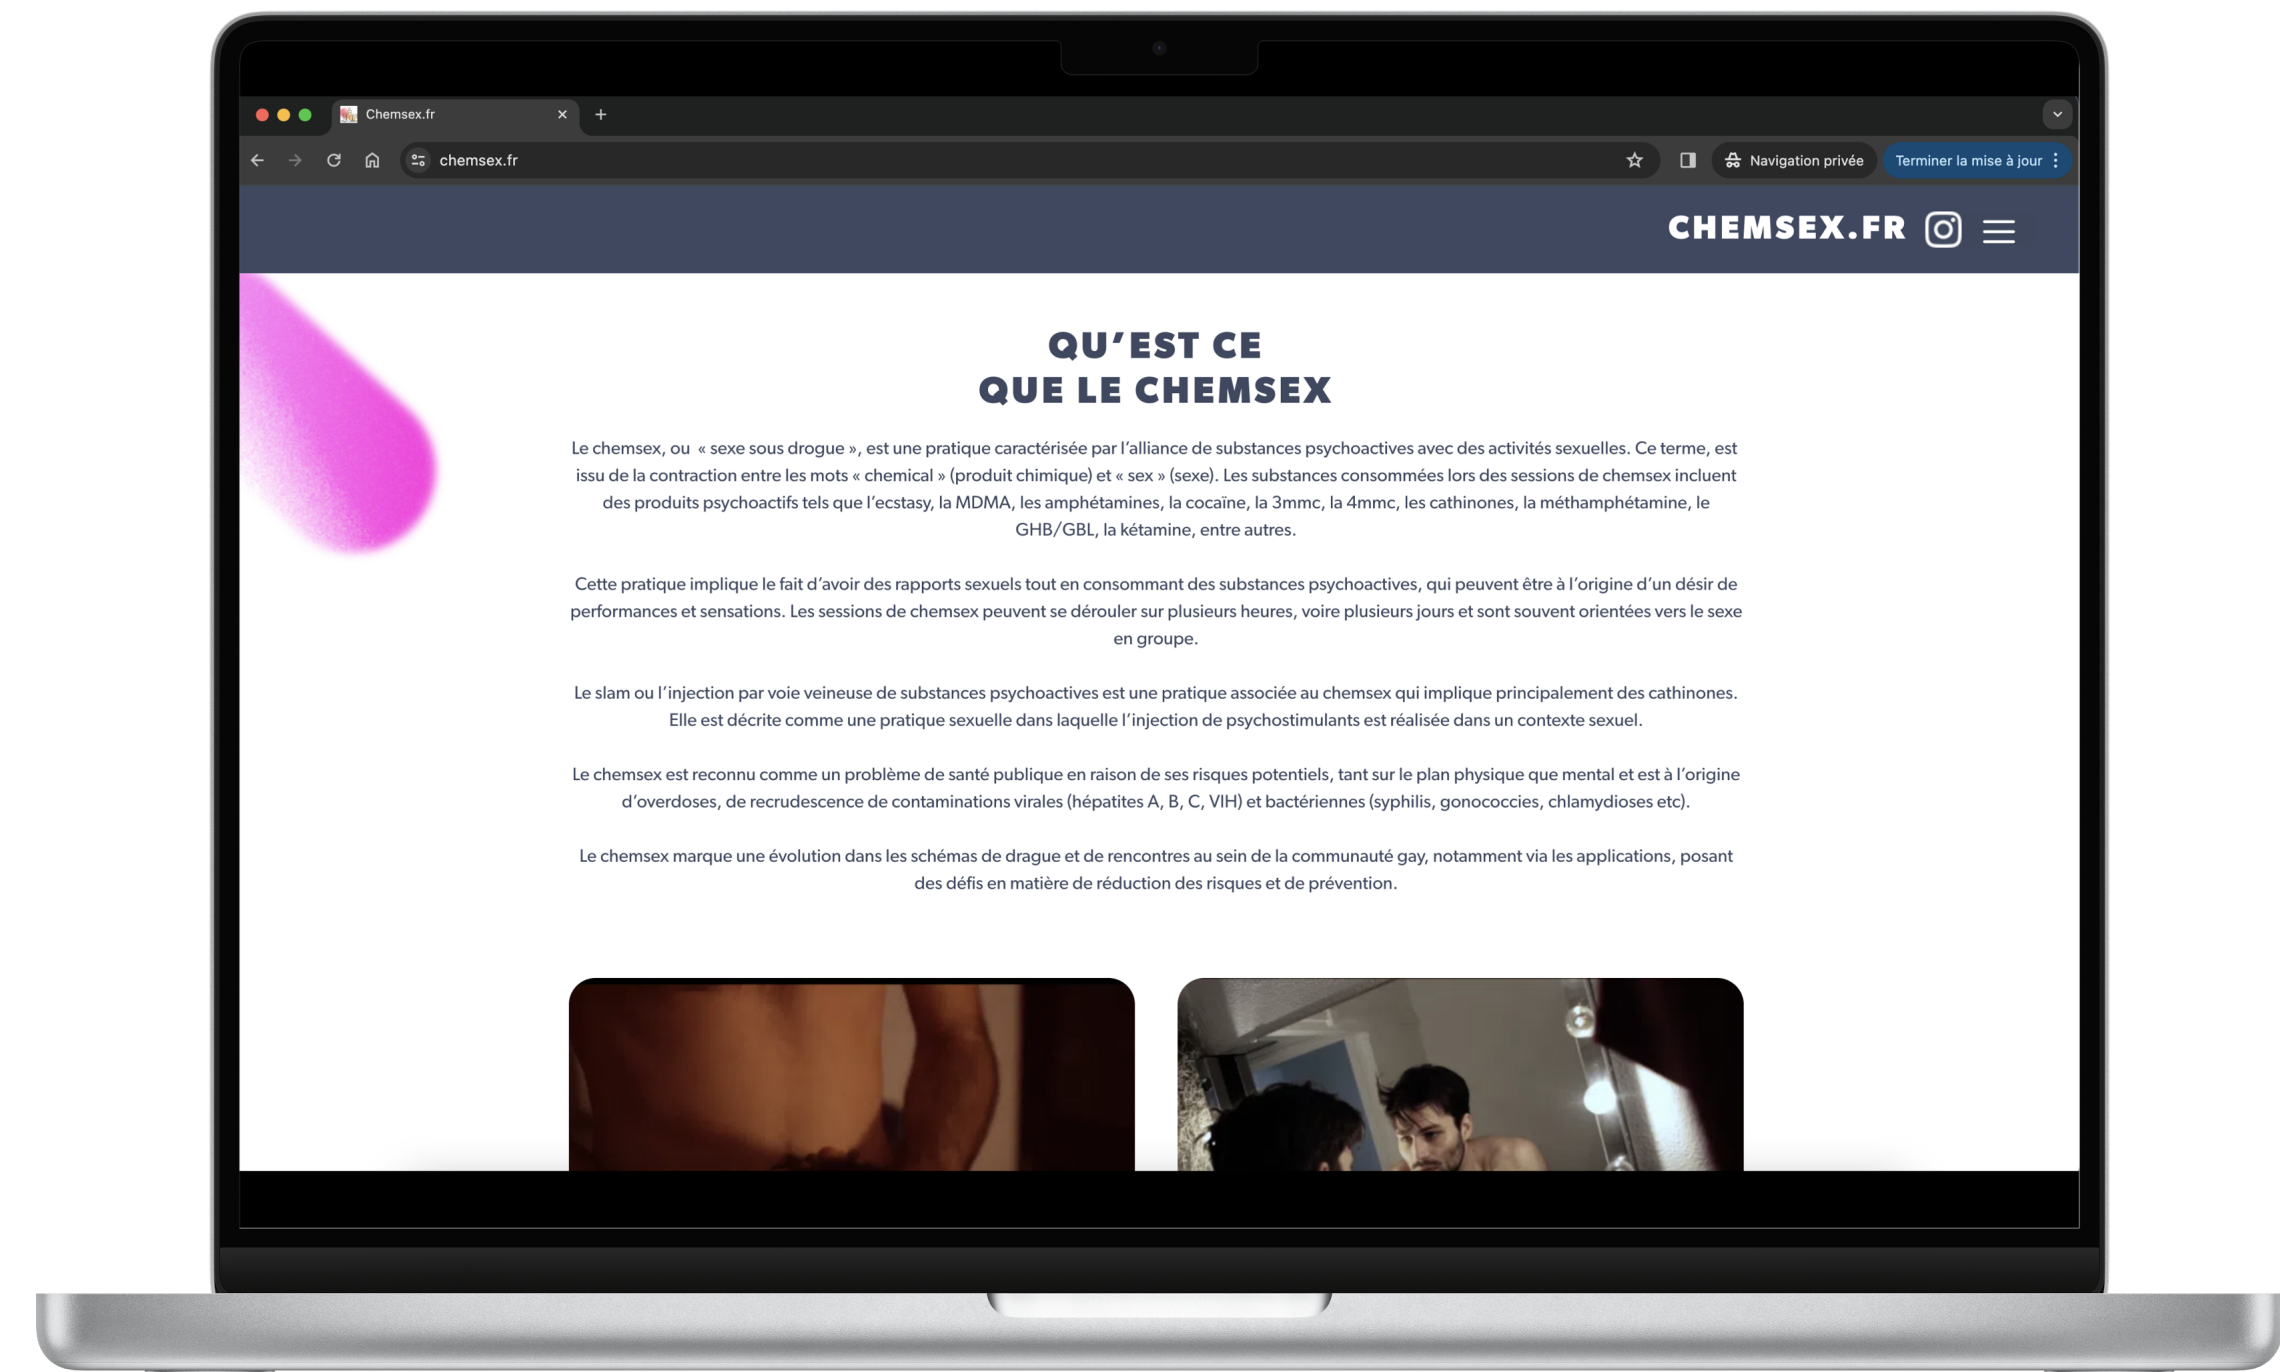 Chemsex.fr
chemsex.fr
Navigation privée
Terminer la mise à jour
CHEMSEX.FR
QU’EST CE
QUE LE CHEMSEX
Le chemsex, ou « sexe sous drogue », est une pratique caractérisée par l’alliance de substances psychoactives avec des activités sexuelles. Ce terme, est
issu de la contraction entre les mots « chemical » (produit chimique) et « sex » (sexe). Les substances consommées lors des sessions de chemsex incluent
des produits psychoactifs tels que l’ecstasy, la MDMA, les amphétamines, la cocaïne, la 3mmc, la 4mmc, les cathinones, la méthamphétamine, le
GHB/GBL, la kétamine, entre autres.
Cette pratique implique le fait d’avoir des rapports sexuels tout en consommant des substances psychoactives, qui peuvent être à l’origine d’un désir de
performances et sensations. Les sessions de chemsex peuvent se dérouler sur plusieurs heures, voire plusieurs jours et sont souvent orientées vers le sexe
en groupe.
Le slam ou l’injection par voie veineuse de substances psychoactives est une pratique associée au chemsex qui implique principalement des cathinones.
Elle est décrite comme une pratique sexuelle dans laquelle l’injection de psychostimulants est réalisée dans un contexte sexuel.
Le chemsex est reconnu comme un problème de santé publique en raison de ses risques potentiels, tant sur le plan physique que mental et est à l’origine
d’overdoses, de recrudescence de contaminations virales (hépatites A, B, C, VIH) et bactériennes (syphilis, gonococcies, chlamydioses etc).
Le chemsex marque une évolution dans les schémas de drague et de rencontres au sein de la communauté gay, notamment via les applications, posant
des défis en matière de réduction des risques et de prévention.